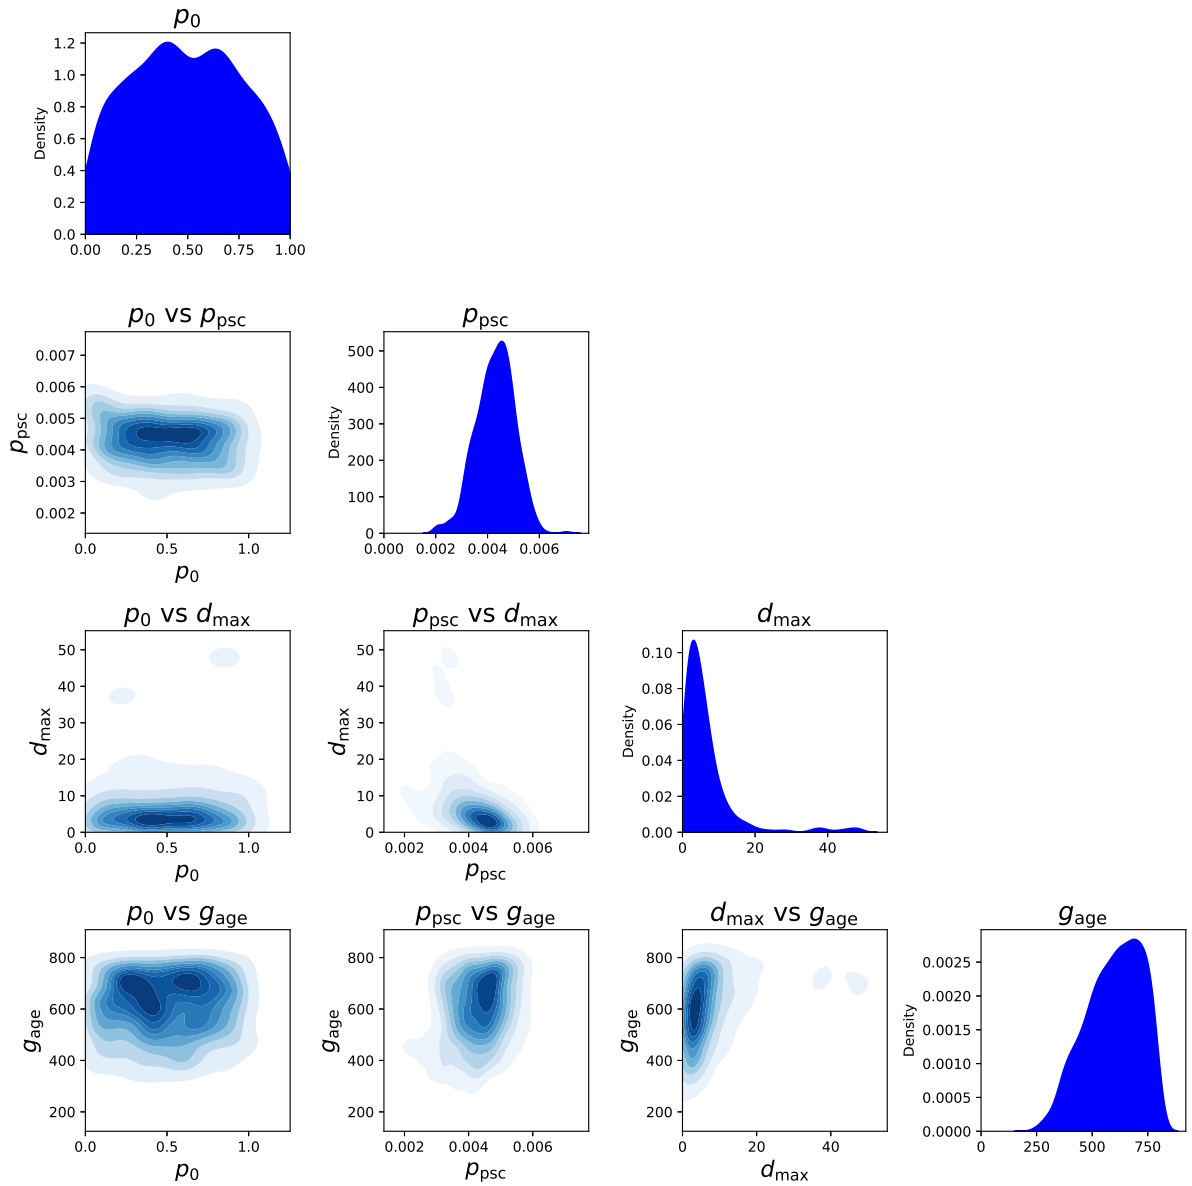 p0
1.2
1.0
0.8
0.6
0.4
0.2
0.0
Density
0.00 0.25 0.50 0.75 1.00
p0 vs ppsc
0.007
0.006
0.005
0.004
0.003
0.002
ppsc
0.0 0.5 1.0
p0
ppsc
500
400
300
200
100
0
Density
0.000 0.002 0.004 0.006
p0 vs dmax
50
40
30
20
10
0
dmax
0.0 0.5 1.0
p0
ppsc vs dmax
50
40
30
20
10
0
dmax
0.002 0.004 0.006
ppsc
dmax
0.10
0.08
0.06
0.04
0.02
0.00
Density
0 20 40
p0 vs gage
800
600
400
200
gage
0.0 0.5 1.0
p0
ppsc vs gage
800
600
400
200
gage
0.002 0.004 0.006
ppsc
dmax vs gage
800
600
400
200
gage
0 20 40
dmax
gage
0.0025
0.0020
0.0015
0.0010
0.0005
0.0000
Density
0 250 500 750